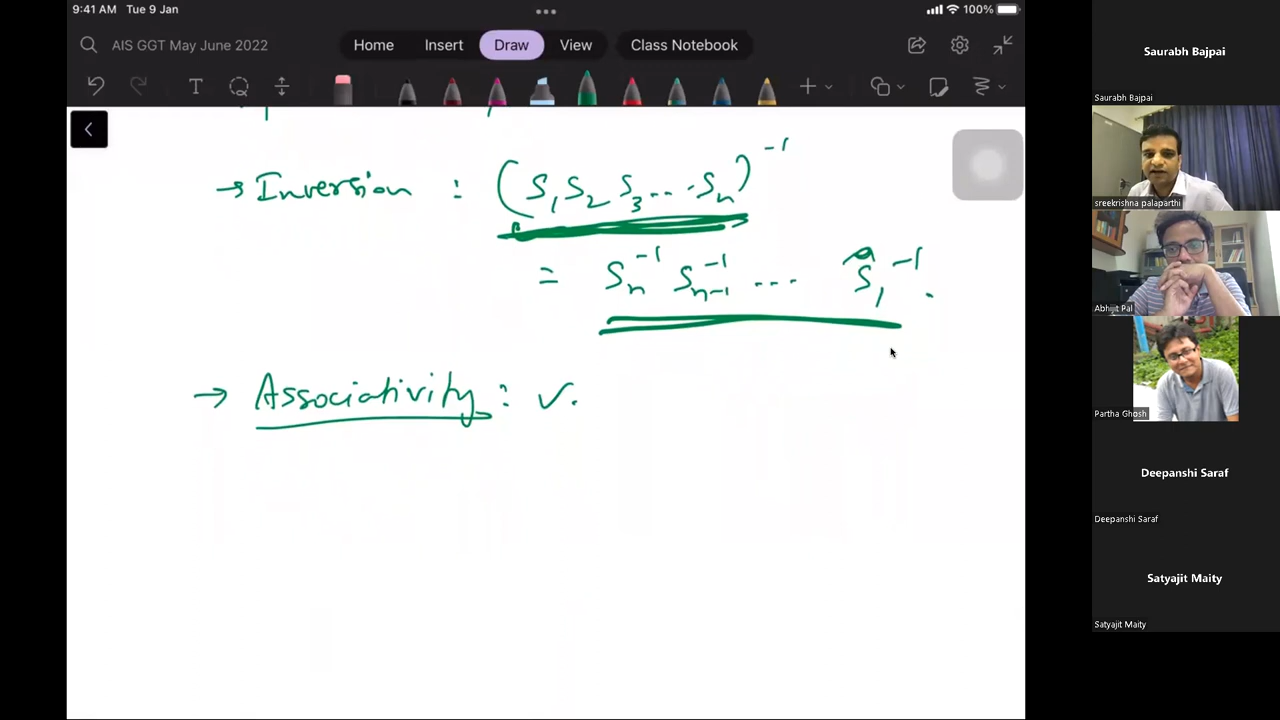 9:41 AM Tue 9 Jan
100%
AIS GGT May June 2022
Home Insert Draw View Class Notebook
→ Inversion : (S₁ S₂ S₃ ... Sₙ)⁻¹
= Sₙ⁻¹ Sₙ₋₁⁻¹ ... S₁⁻¹.
→ Associativity : ✓.
Saurabh Bajpai
Saurabh Bajpai
sreekrishna palaparthi
Abhijit Pal
Partha Ghosh
Deepanshi Saraf
Deepanshi Saraf
Satyajit Maity
Satyajit Maity